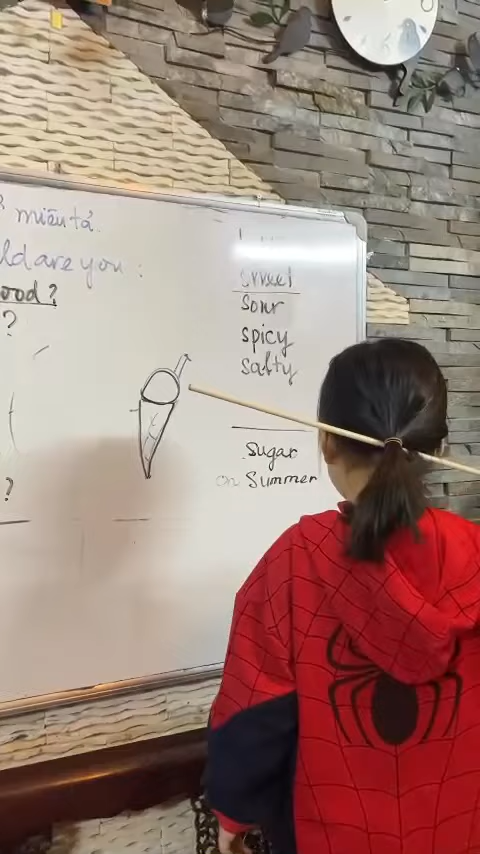 miêu tả.
ld are you :
ood?
?
?
sweet
Sour
spicy
salty
sugar
on Summer